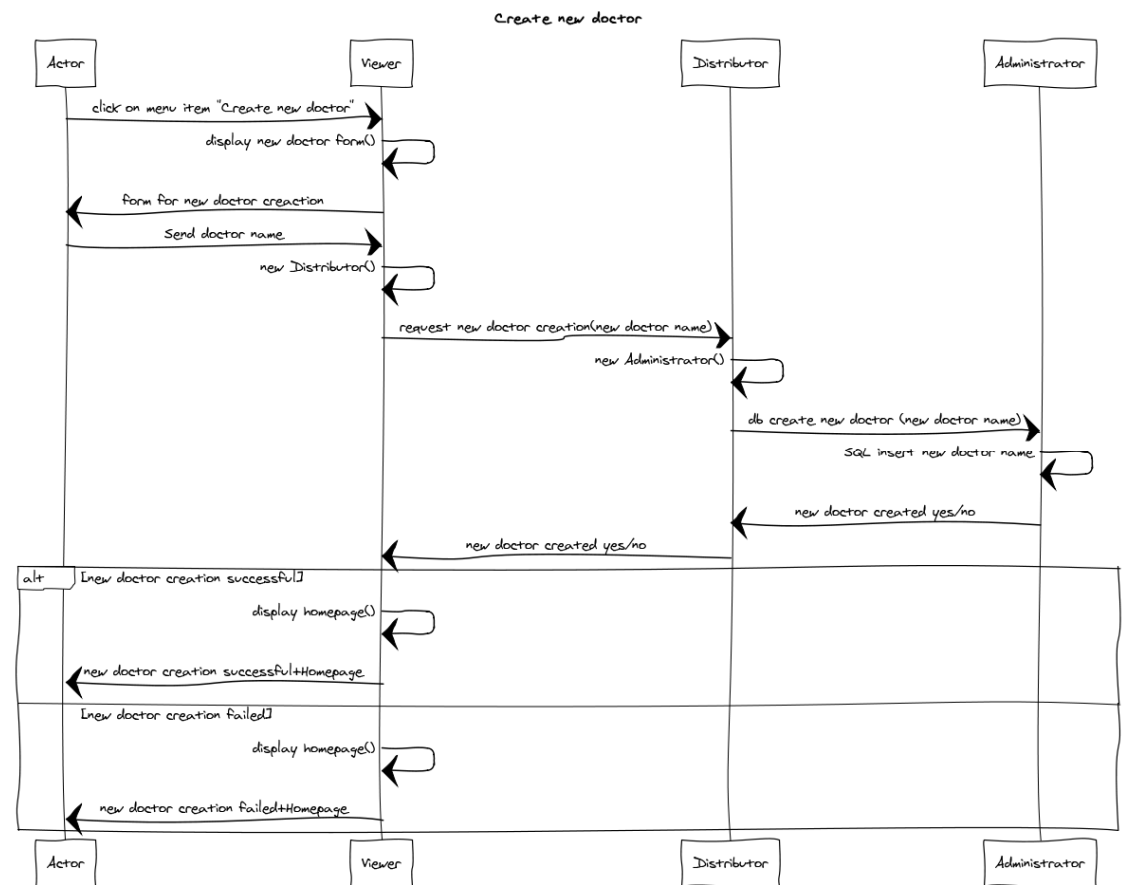 Create new doctor
Actor
Viewer
Distributor
Administrator
click on menu item "Create new doctor"
display new doctor form()
form for new doctor creaction
Send doctor name
new Distributor()
request new doctor creation(new doctor name)
new Administrator()
db create new doctor (new doctor name)
SQL insert new doctor name
new doctor created yes/no
new doctor created yes/no
alt
[new doctor creation successful]
display homepage()
new doctor creation successful+Homepage
[new doctor creation failed]
display homepage()
new doctor creation failed+Homepage
Actor
Viewer
Distributor
Administrator